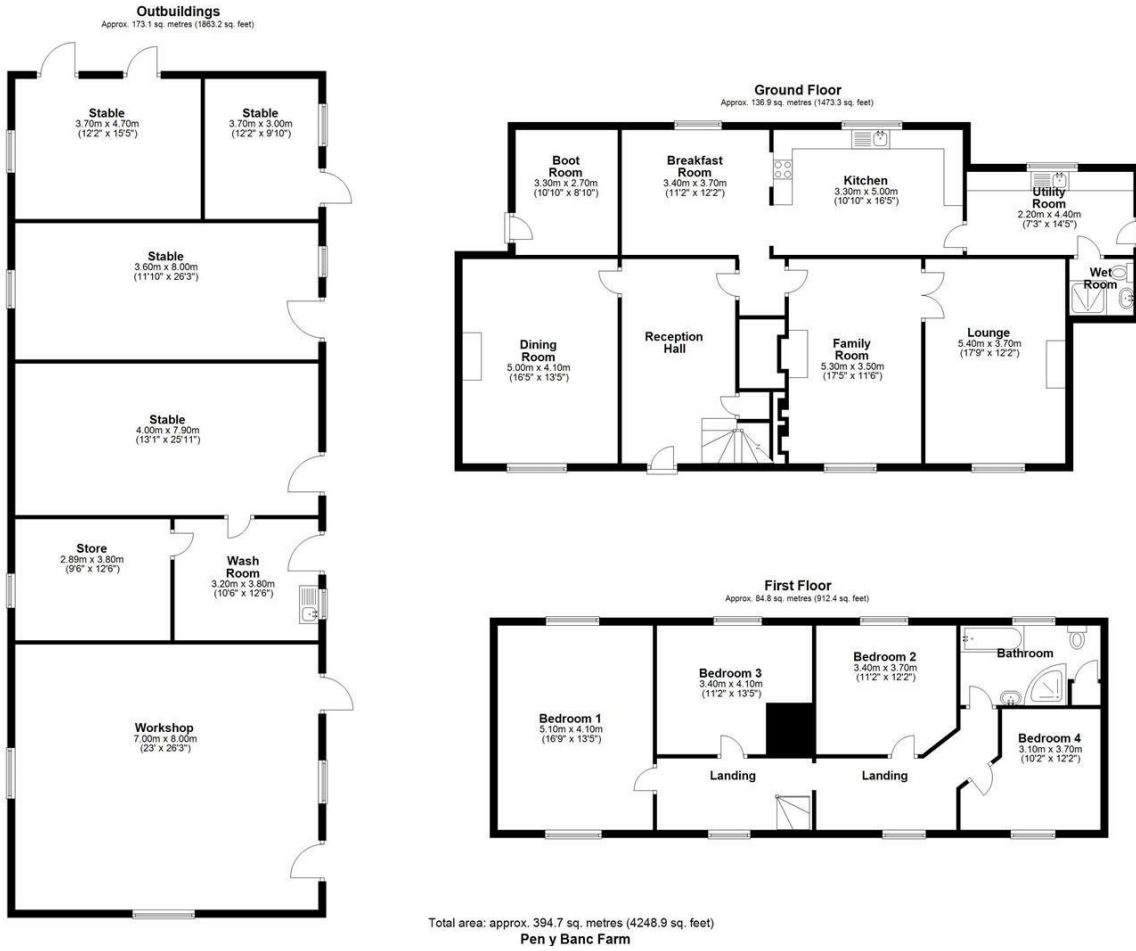 Outbuildings
Approx. 173.1 sq. metres (1863.2 sq. feet)
Stable
3.70m x 4.70m
(12'2" x 15'5")
Stable
3.70m x 3.00m
(12'2" x 9'10")
Stable
3.60m x 8.00m
(11'10" x 26'3")
Stable
4.00m x 7.90m
(13'1" x 25'11")
Store
2.89m x 3.80m
(9'6" x 12'6")
Wash
Room
3.20m x 3.80m
(10'6" x 12'6")
Workshop
7.00m x 8.00m
(23' x 26'3")
Ground Floor
Approx. 136.9 sq. metres (1473.3 sq. feet)
Boot
Room
3.30m x 2.70m
(10'10" x 8'10")
Breakfast
Room
3.40m x 3.70m
(11'2" x 12'2")
Kitchen
3.30m x 5.00m
(10'10" x 16'5")
Utility
Room
2.20m x 4.40m
(7'3" x 14'5")
Wet
Room
Dining
Room
5.00m x 4.10m
(16'5" x 13'5")
Reception
Hall
Family
Room
5.30m x 3.50m
(17'5" x 11'6")
Lounge
5.40m x 3.70m
(17'9" x 12'2")
First Floor
Approx. 84.8 sq. metres (912.4 sq. feet)
Bedroom 1
5.10m x 4.10m
(16'9" x 13'5")
Bedroom 3
3.40m x 4.10m
(11'2" x 13'5")
Bedroom 2
3.40m x 3.70m
(11'2" x 12'2")
Bathroom
Bedroom 4
3.10m x 3.70m
(10'2" x 12'2")
Landing
Landing
Total area: approx. 394.7 sq. metres (4248.9 sq. feet)
Pen y Banc Farm